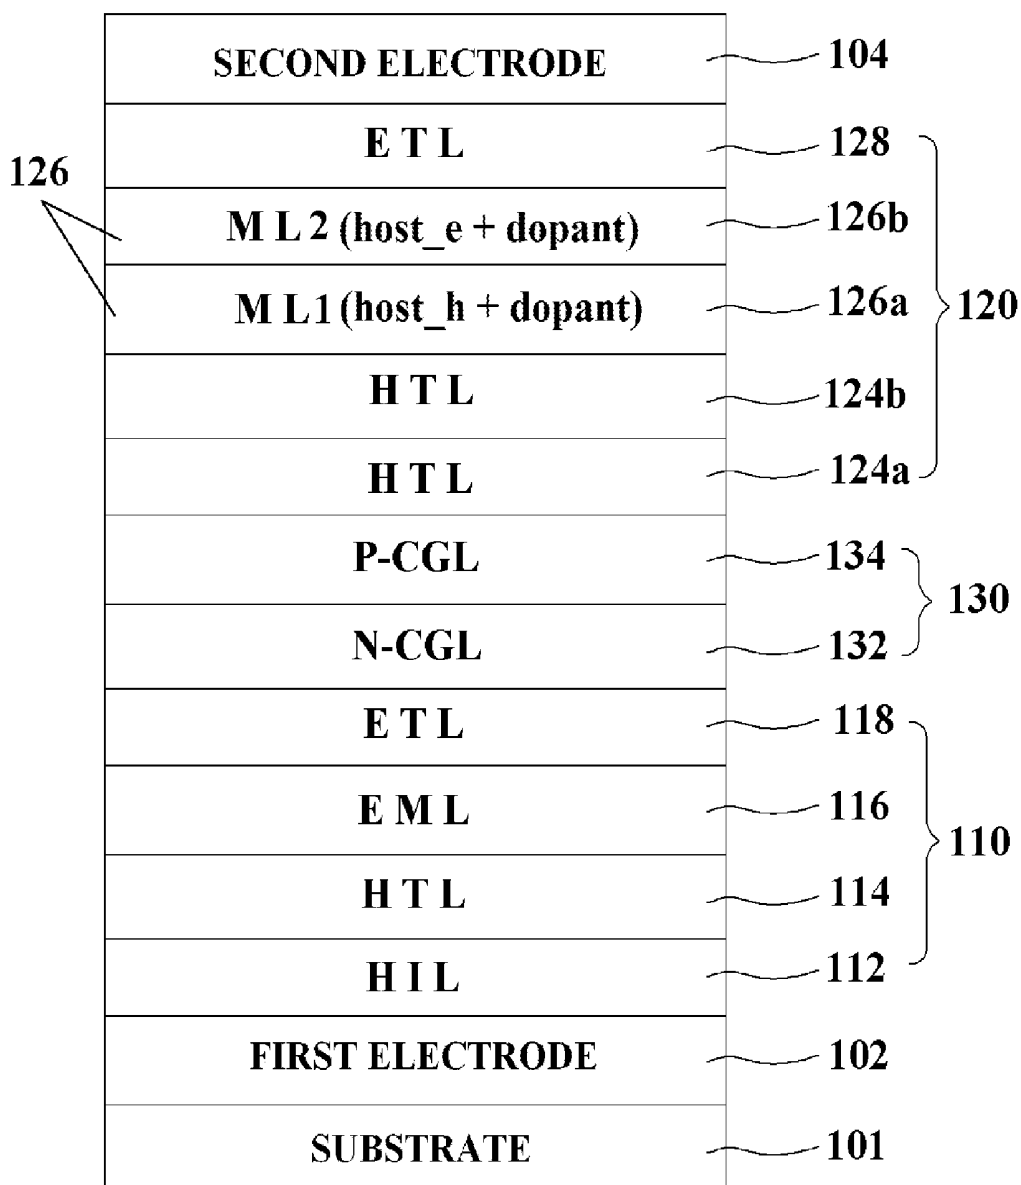 SECOND ELECTRODE 104
E T L 128
126
M L 2 (host_e + dopant) 126b
M L 1 (host_h + dopant) 126a
120
H T L 124b
H T L 124a
P-CGL 134
130
N-CGL 132
E T L 118
E M L 116
110
H T L 114
H I L 112
FIRST ELECTRODE 102
SUBSTRATE 101